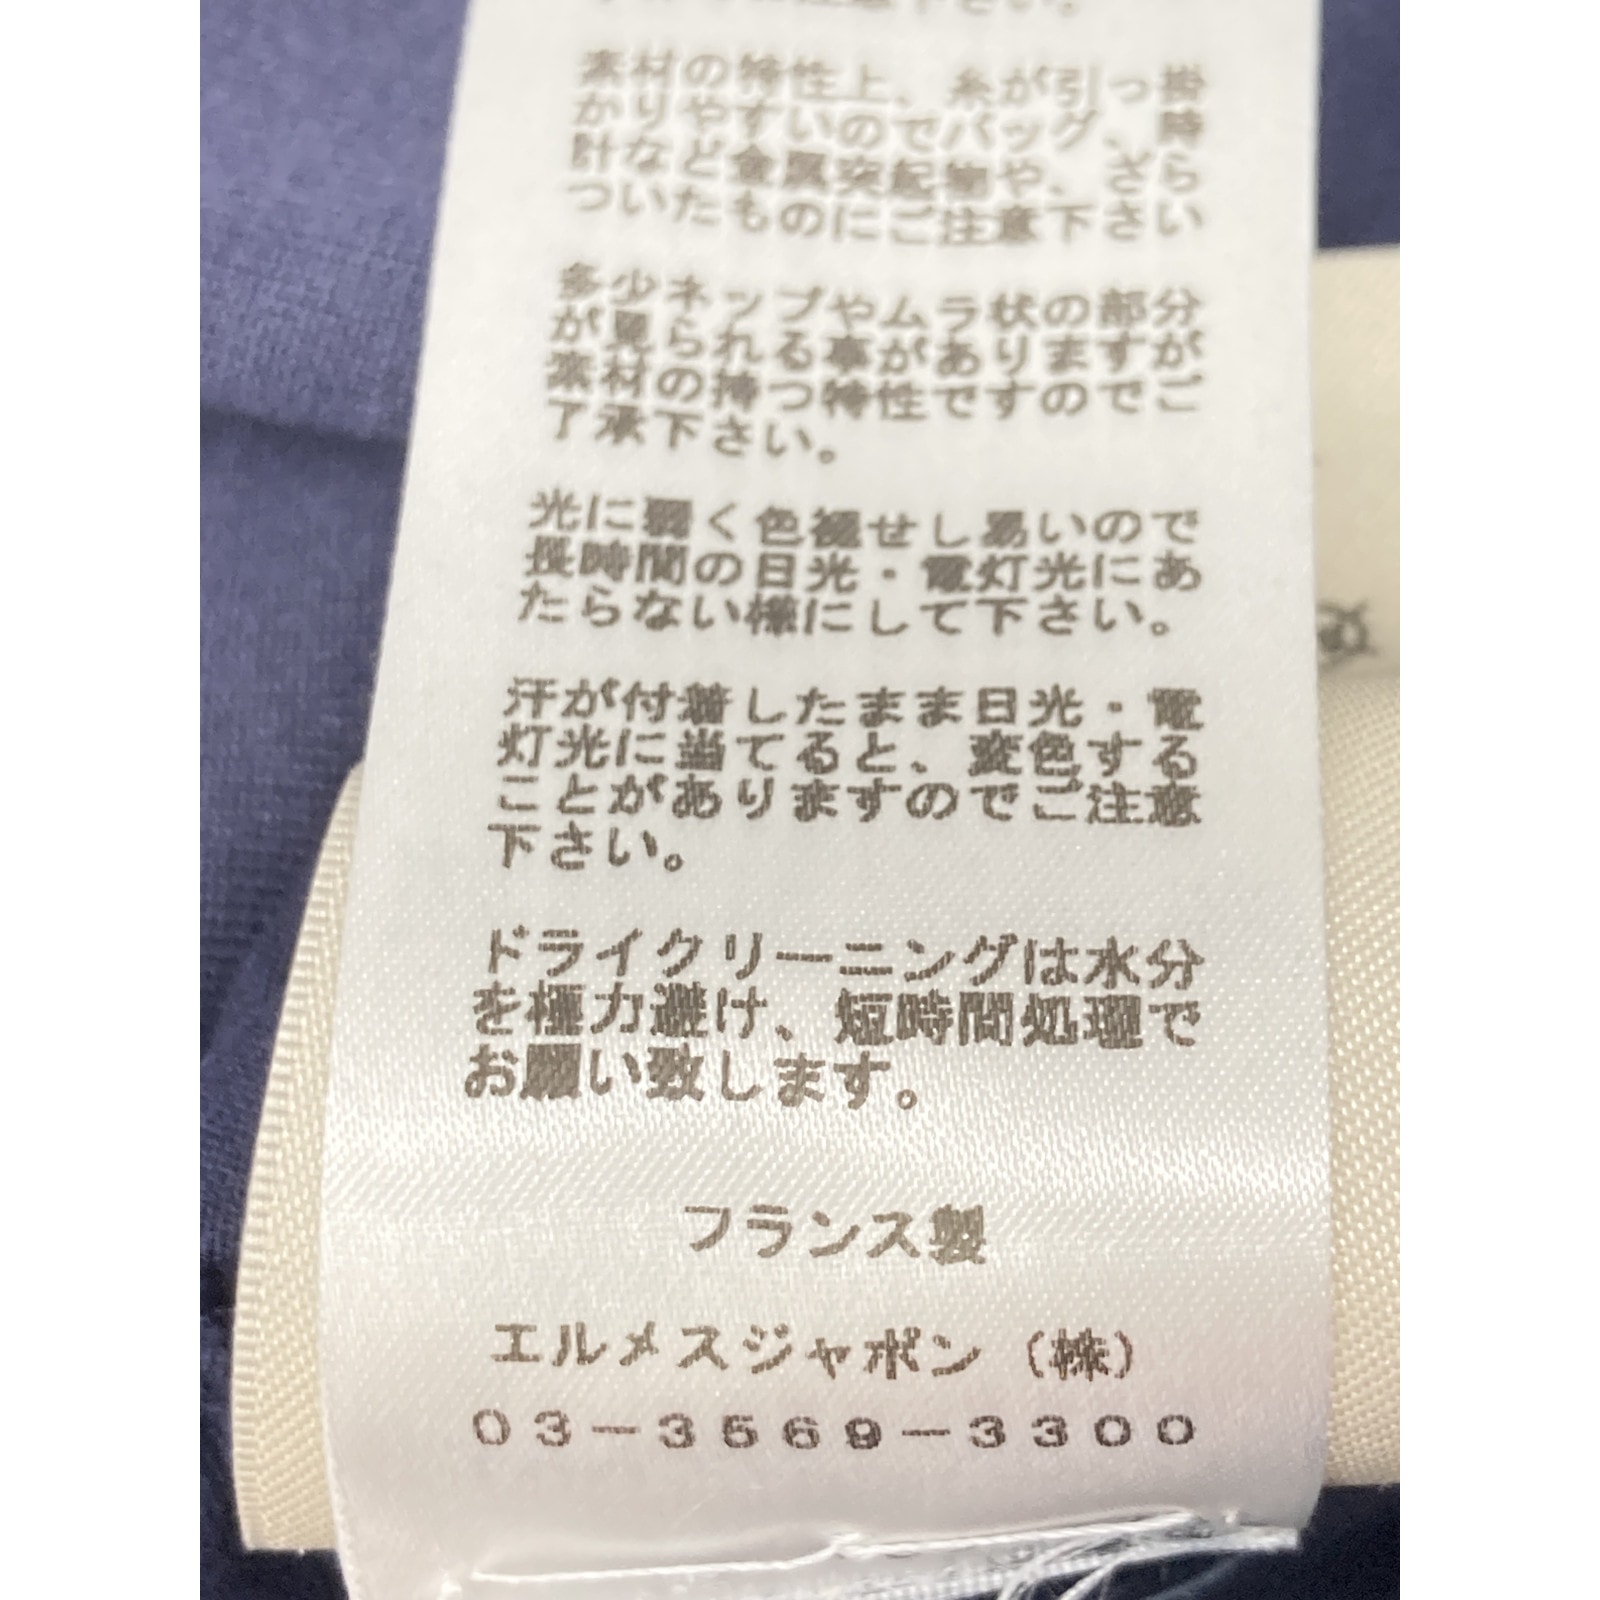 注意下さい。
素材の特性上、糸が引っ掛
かりやすいのでバッグ、時
計など金属突起物や、ざら
ついたものにご注意下さい
多少ネップやムラ状の部分
が見られる事がありますが
素材の持つ特性ですのでご
了承下さい。
光に弱く色褪せし易いので
長時間の日光・電灯光にあ
たらない様にして下さい。
汗が付着したまま日光・電
灯光に当てると、変色する
ことがありますのでご注意
下さい。
ドライクリーニングは水分
を極力避け、短時間処理で
お願い致します。
フランス製
エルメスジャポン（株）
03-3569-3300